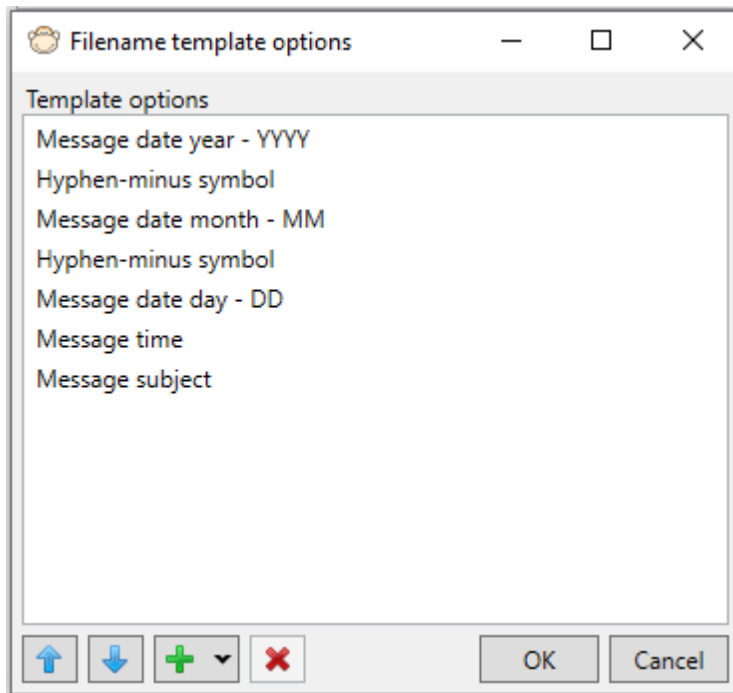 Filename template options
Template options
Message date year - YYYY
Hyphen-minus symbol
Message date month - MM
Hyphen-minus symbol
Message date day - DD
Message time
Message subject
OK
Cancel